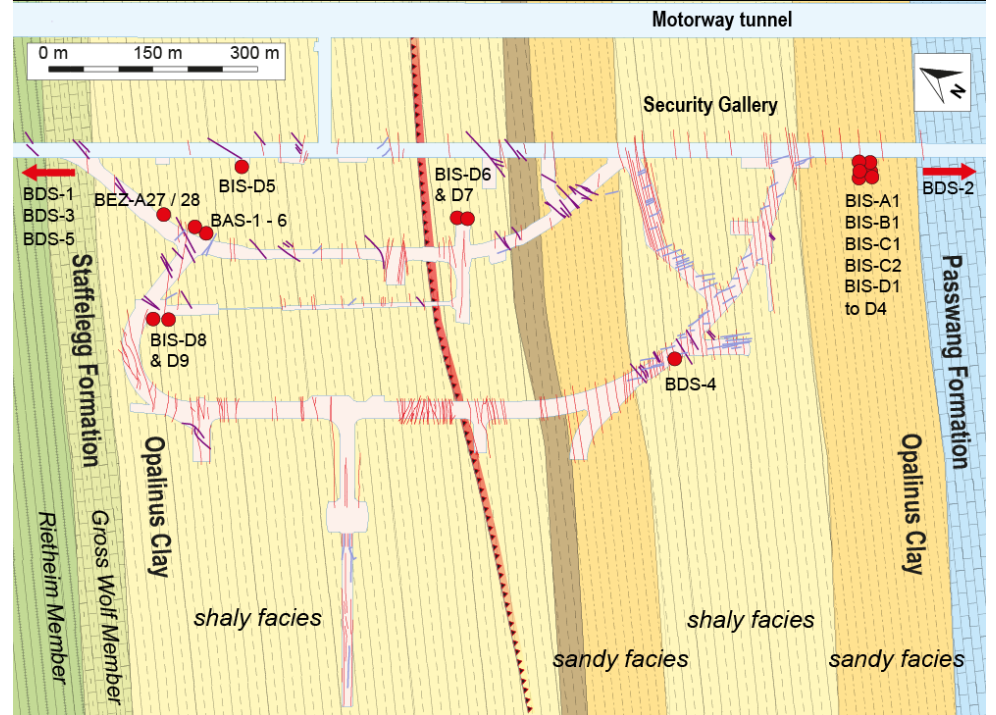 Motorway tunnel
0 m 150 m 300 m
N
Security Gallery
BIS-D5
BIS-D6
& D7
BDS-1
BDS-3
BDS-5
BEZ-A27 / 28
BAS-1 - 6
BDS-2
BIS-A1
BIS-B1
BIS-C1
BIS-C2
BIS-D1
to D4
BIS-D8
& D9
BDS-4
Staffelegg Formation
Passwang Formation
Opalinus Clay
Opalinus Clay
Rietheim Member
Gross Wolf Member
shaly facies
shaly facies
sandy facies
sandy facies